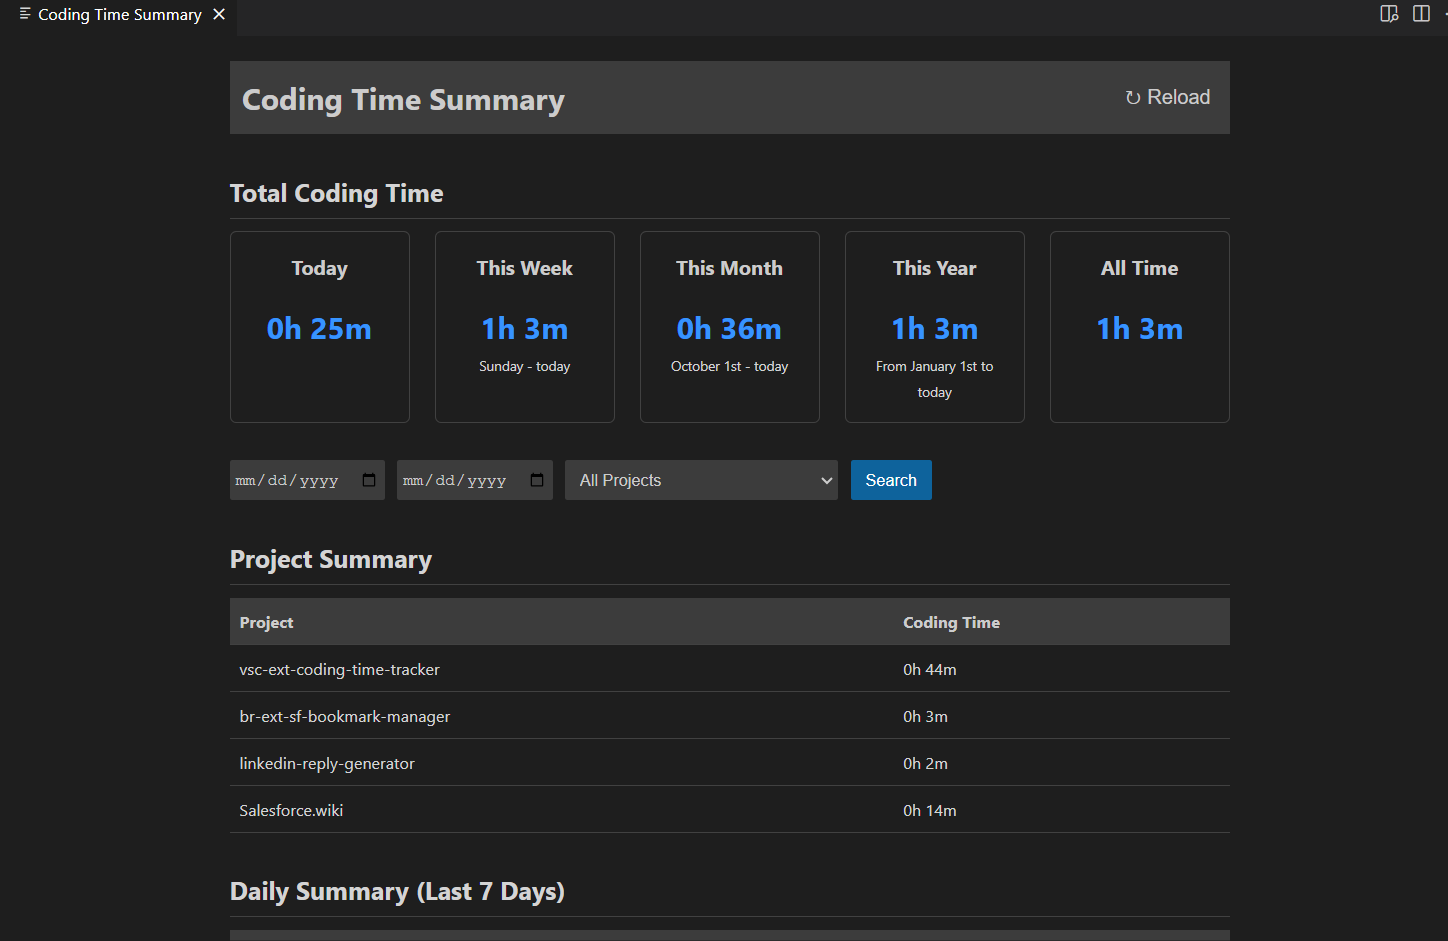 Coding Time Summary
Coding Time Summary
Reload
Total Coding Time
Today
0h 25m
This Week
1h 3m
Sunday - today
This Month
0h 36m
October 1st - today
This Year
1h 3m
From January 1st to
today
All Time
1h 3m
mm/dd/yyyy mm/dd/yyyy All Projects Search
Project Summary
Project Coding Time
vsc-ext-coding-time-tracker 0h 44m
br-ext-sf-bookmark-manager 0h 3m
linkedin-reply-generator 0h 2m
Salesforce.wiki 0h 14m
Daily Summary (Last 7 Days)